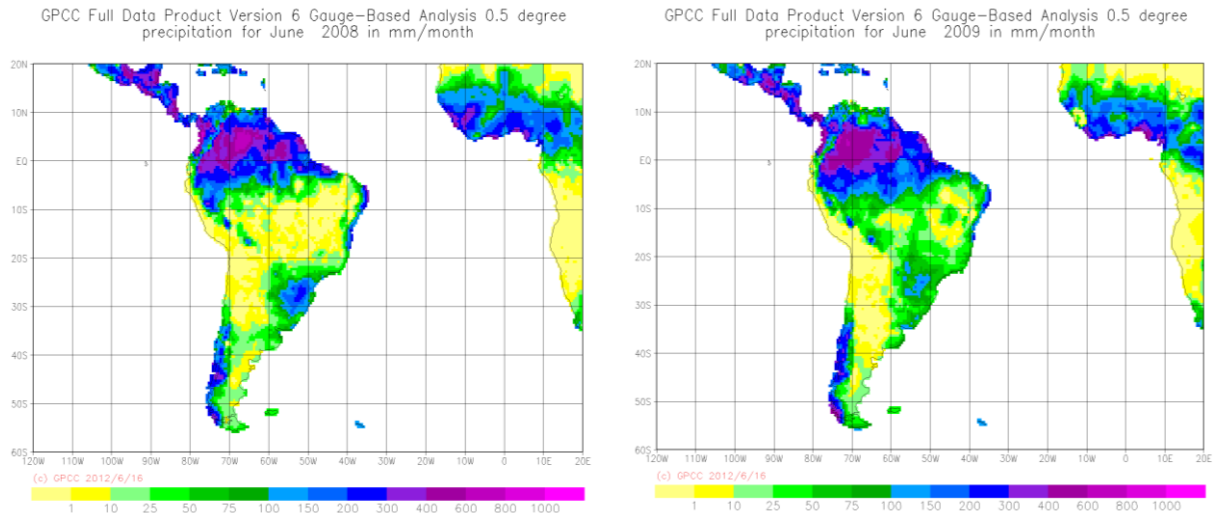 GPCC Full Data Product Version 6 Gauge-Based Analysis 0.5 degree
precipitation for June 2008 in mm/month
20N
10N
EQ
10S
20S
30S
40S
50S
60S
120W 110W 100W 90W 80W 70W 60W 50W 40W 30W 20W 10W 0 10E 20E
(c) GPCC 2012/6/16
1 10 25 50 75 100 150 200 300 400 600 800 1000
GPCC Full Data Product Version 6 Gauge-Based Analysis 0.5 degree
precipitation for June 2009 in mm/month
20N
10N
EQ
10S
20S
30S
40S
50S
60S
120W 110W 100W 90W 80W 70W 60W 50W 40W 30W 20W 10W 0 10E 20E
(c) GPCC 2012/6/16
1 10 25 50 75 100 150 200 300 400 600 800 1000